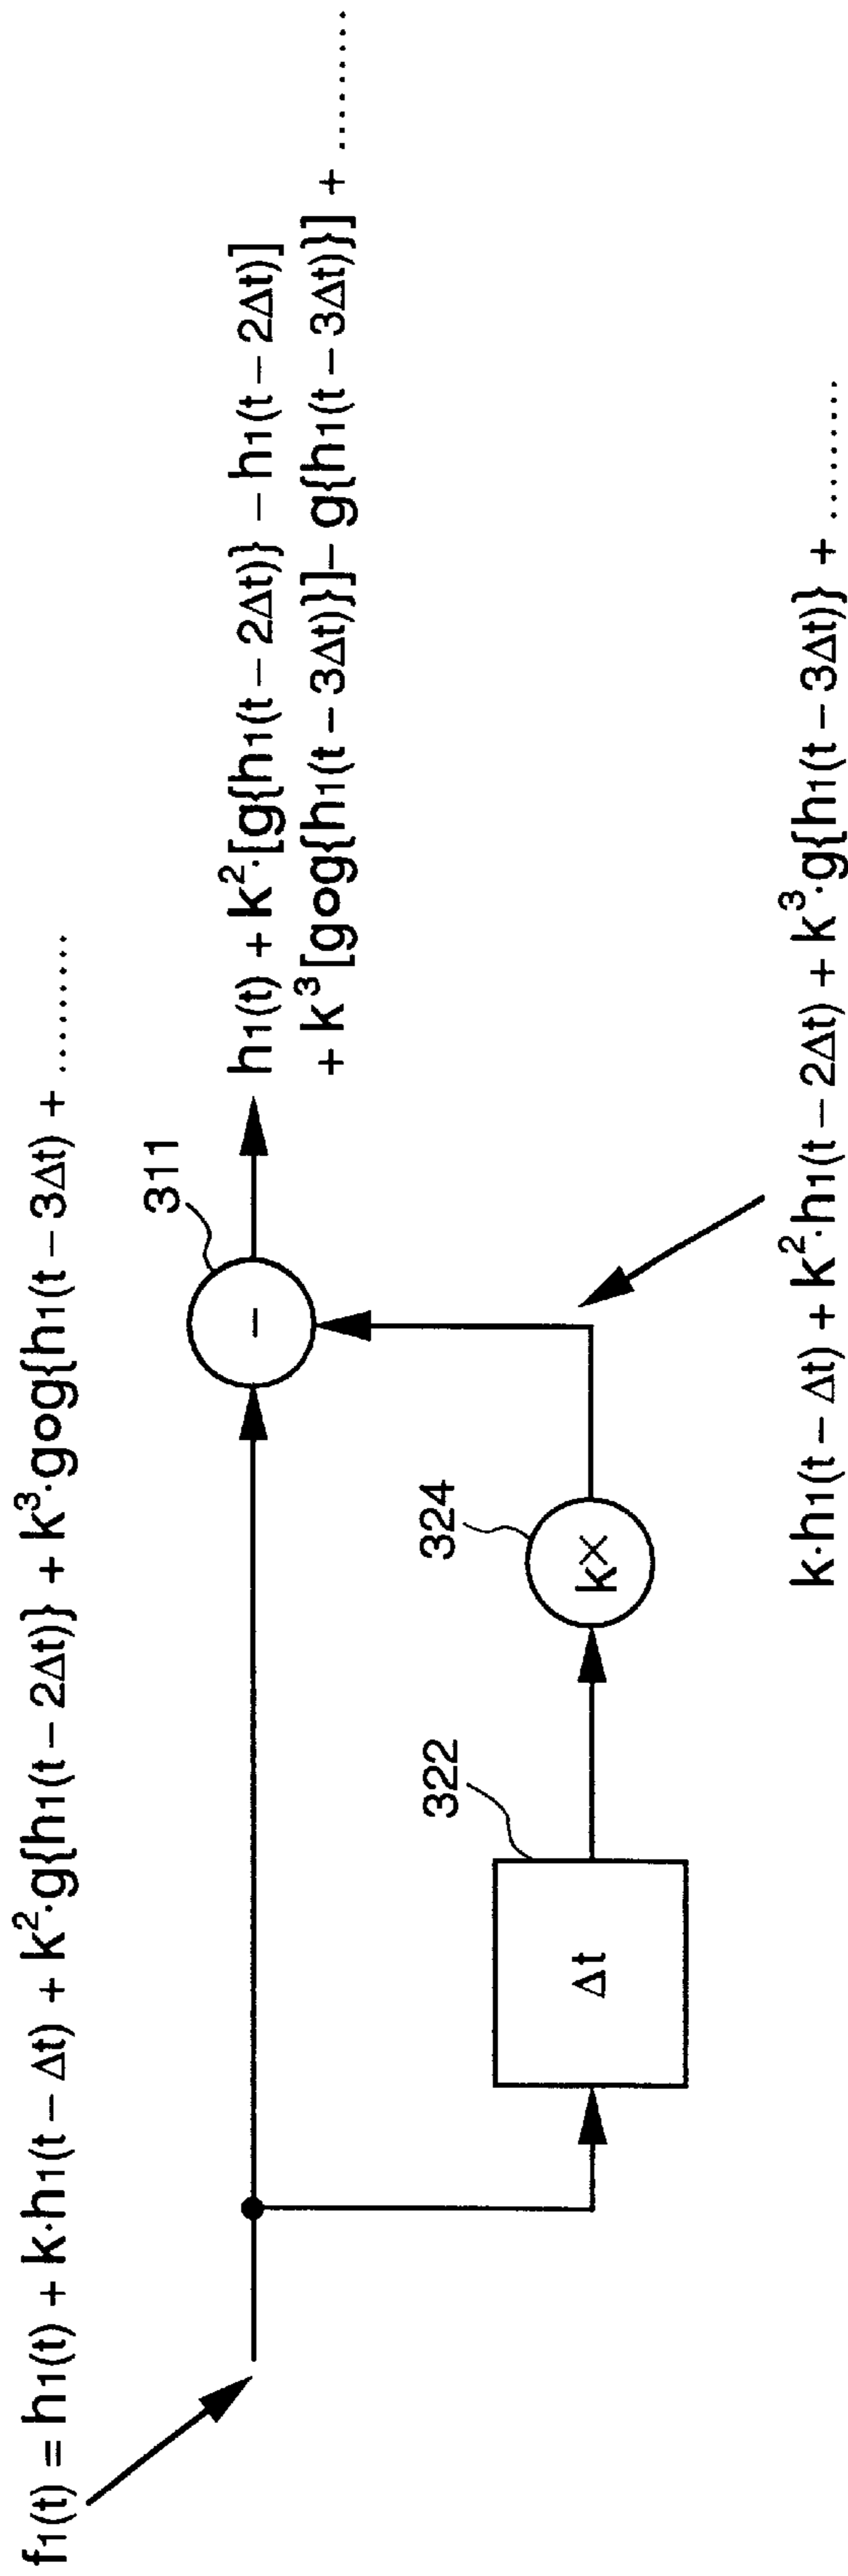 f1(t) = h1(t) + k·h1(t − Δt) + k²·g{h1(t − 2Δt)} + k³·gog{h1(t − 3Δt) + ..........
311
h1(t) + k²·[g{h1(t − 2Δt)} − h1(t − 2Δt)]
+ k³ [gog{h1(t − 3Δt)}]− g{h1(t − 3Δt)}] + .........
−
322
Δt
324
k×
k·h1(t − Δt) + k²·h1(t − 2Δt) + k³·g{h1(t − 3Δt)} + .........